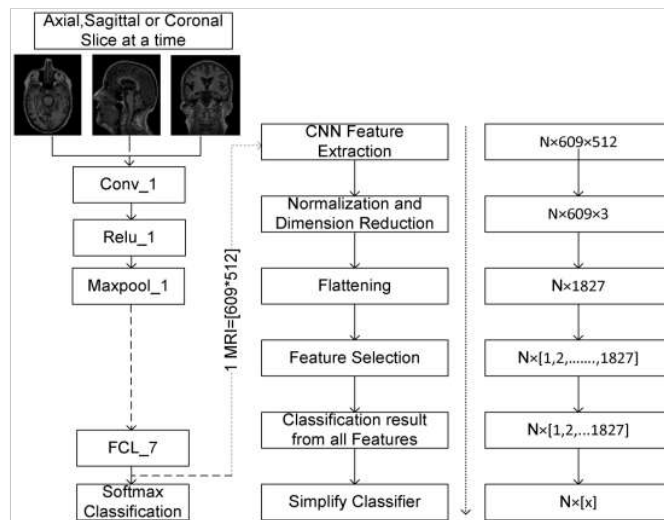 Axial,Sagittal or Coronal
Slice at a time
Conv_1
Relu_1
Maxpool_1
FCL_7
Softmax
Classification
1 MRI=[609*512]
CNN Feature
Extraction
Normalization and
Dimension Reduction
Flattening
Feature Selection
Classification result
from all Features
Simplify Classifier
N×609×512
N×609×3
N×1827
N×[1,2,.......,1827]
N×[1,2,...1827]
N×[x]